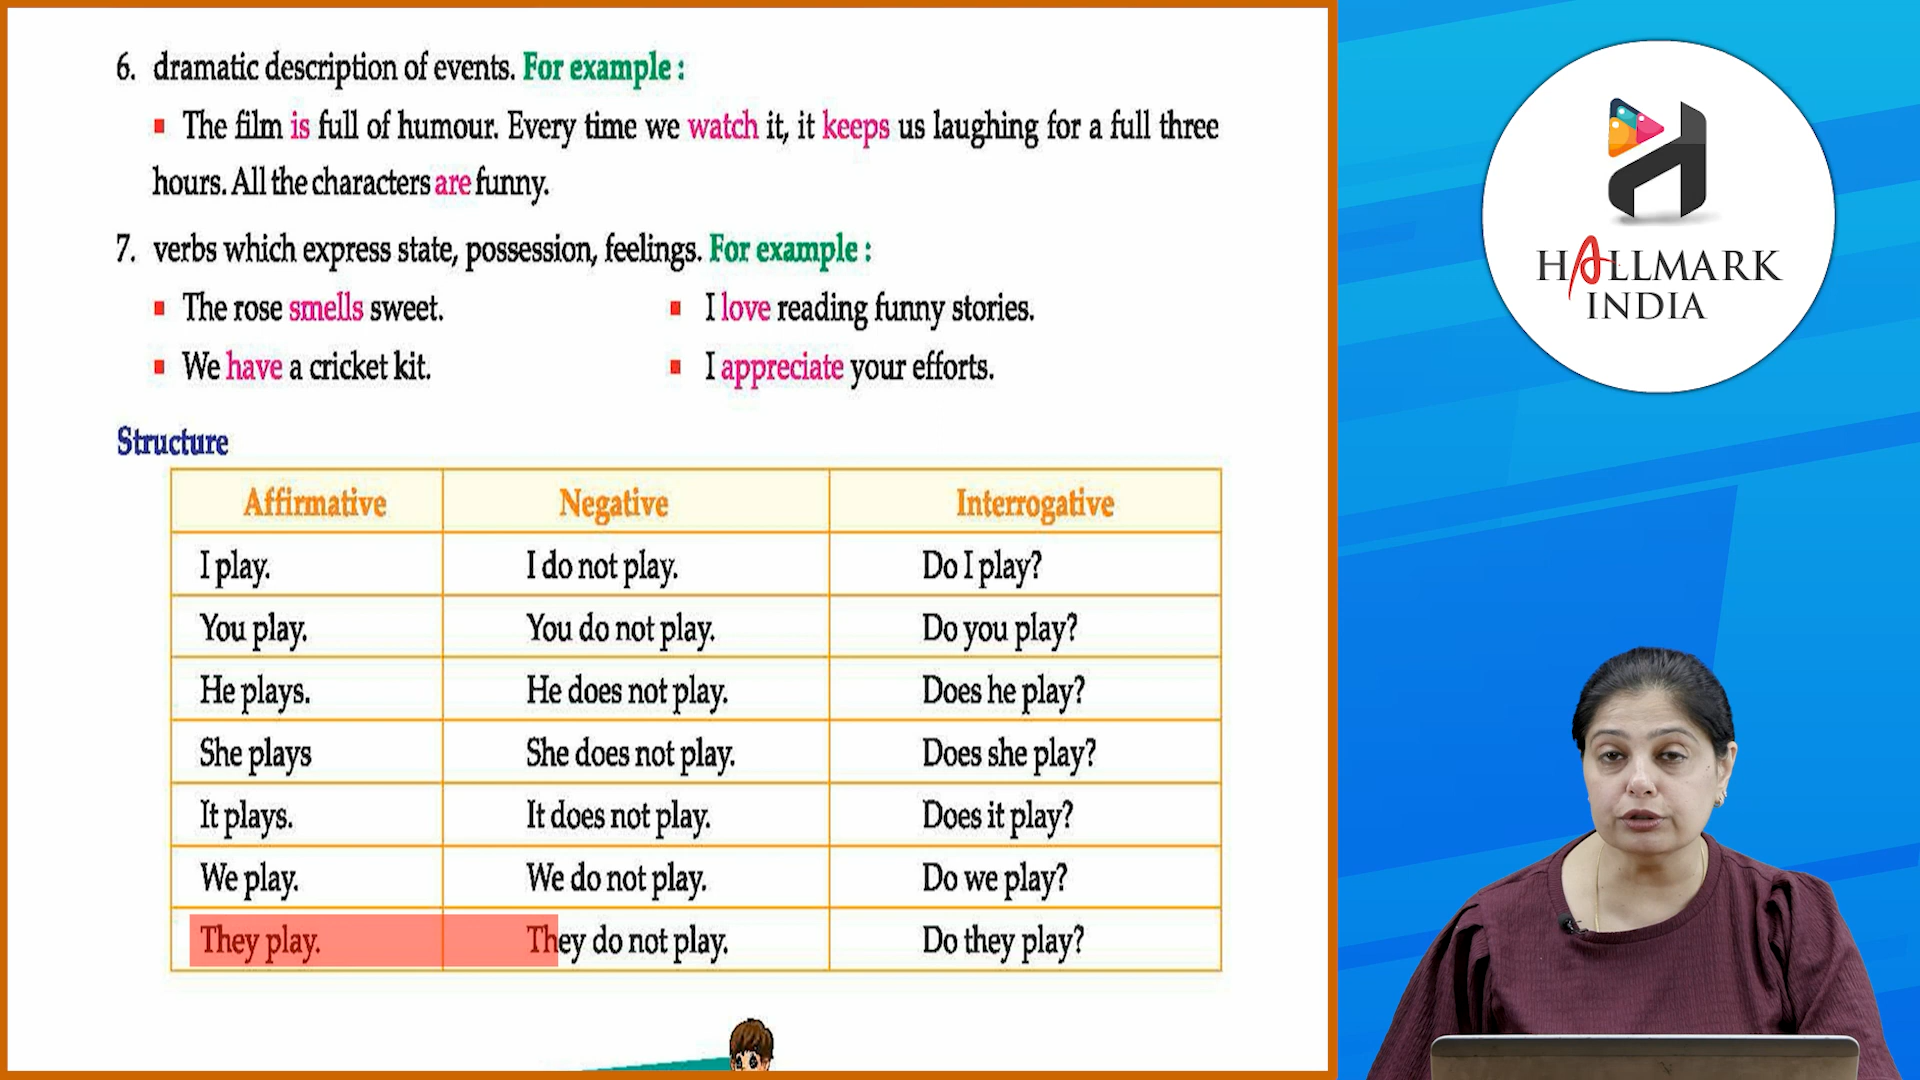 6. dramatic description of events. For example :
▪ The film is full of humour. Every time we watch it, it keeps us laughing for a full three
hours. All the characters are funny.
7. verbs which express state, possession, feelings. For example :
▪ The rose smells sweet. ▪ I love reading funny stories.
▪ We have a cricket kit. ▪ I appreciate your efforts.
Structure
Affirmative Negative Interrogative
I play. I do not play. Do I play?
You play. You do not play. Do you play?
He plays. He does not play. Does he play?
She plays She does not play. Does she play?
It plays. It does not play. Does it play?
We play. We do not play. Do we play?
They play. They do not play. Do they play?
HALLMARK
INDIA